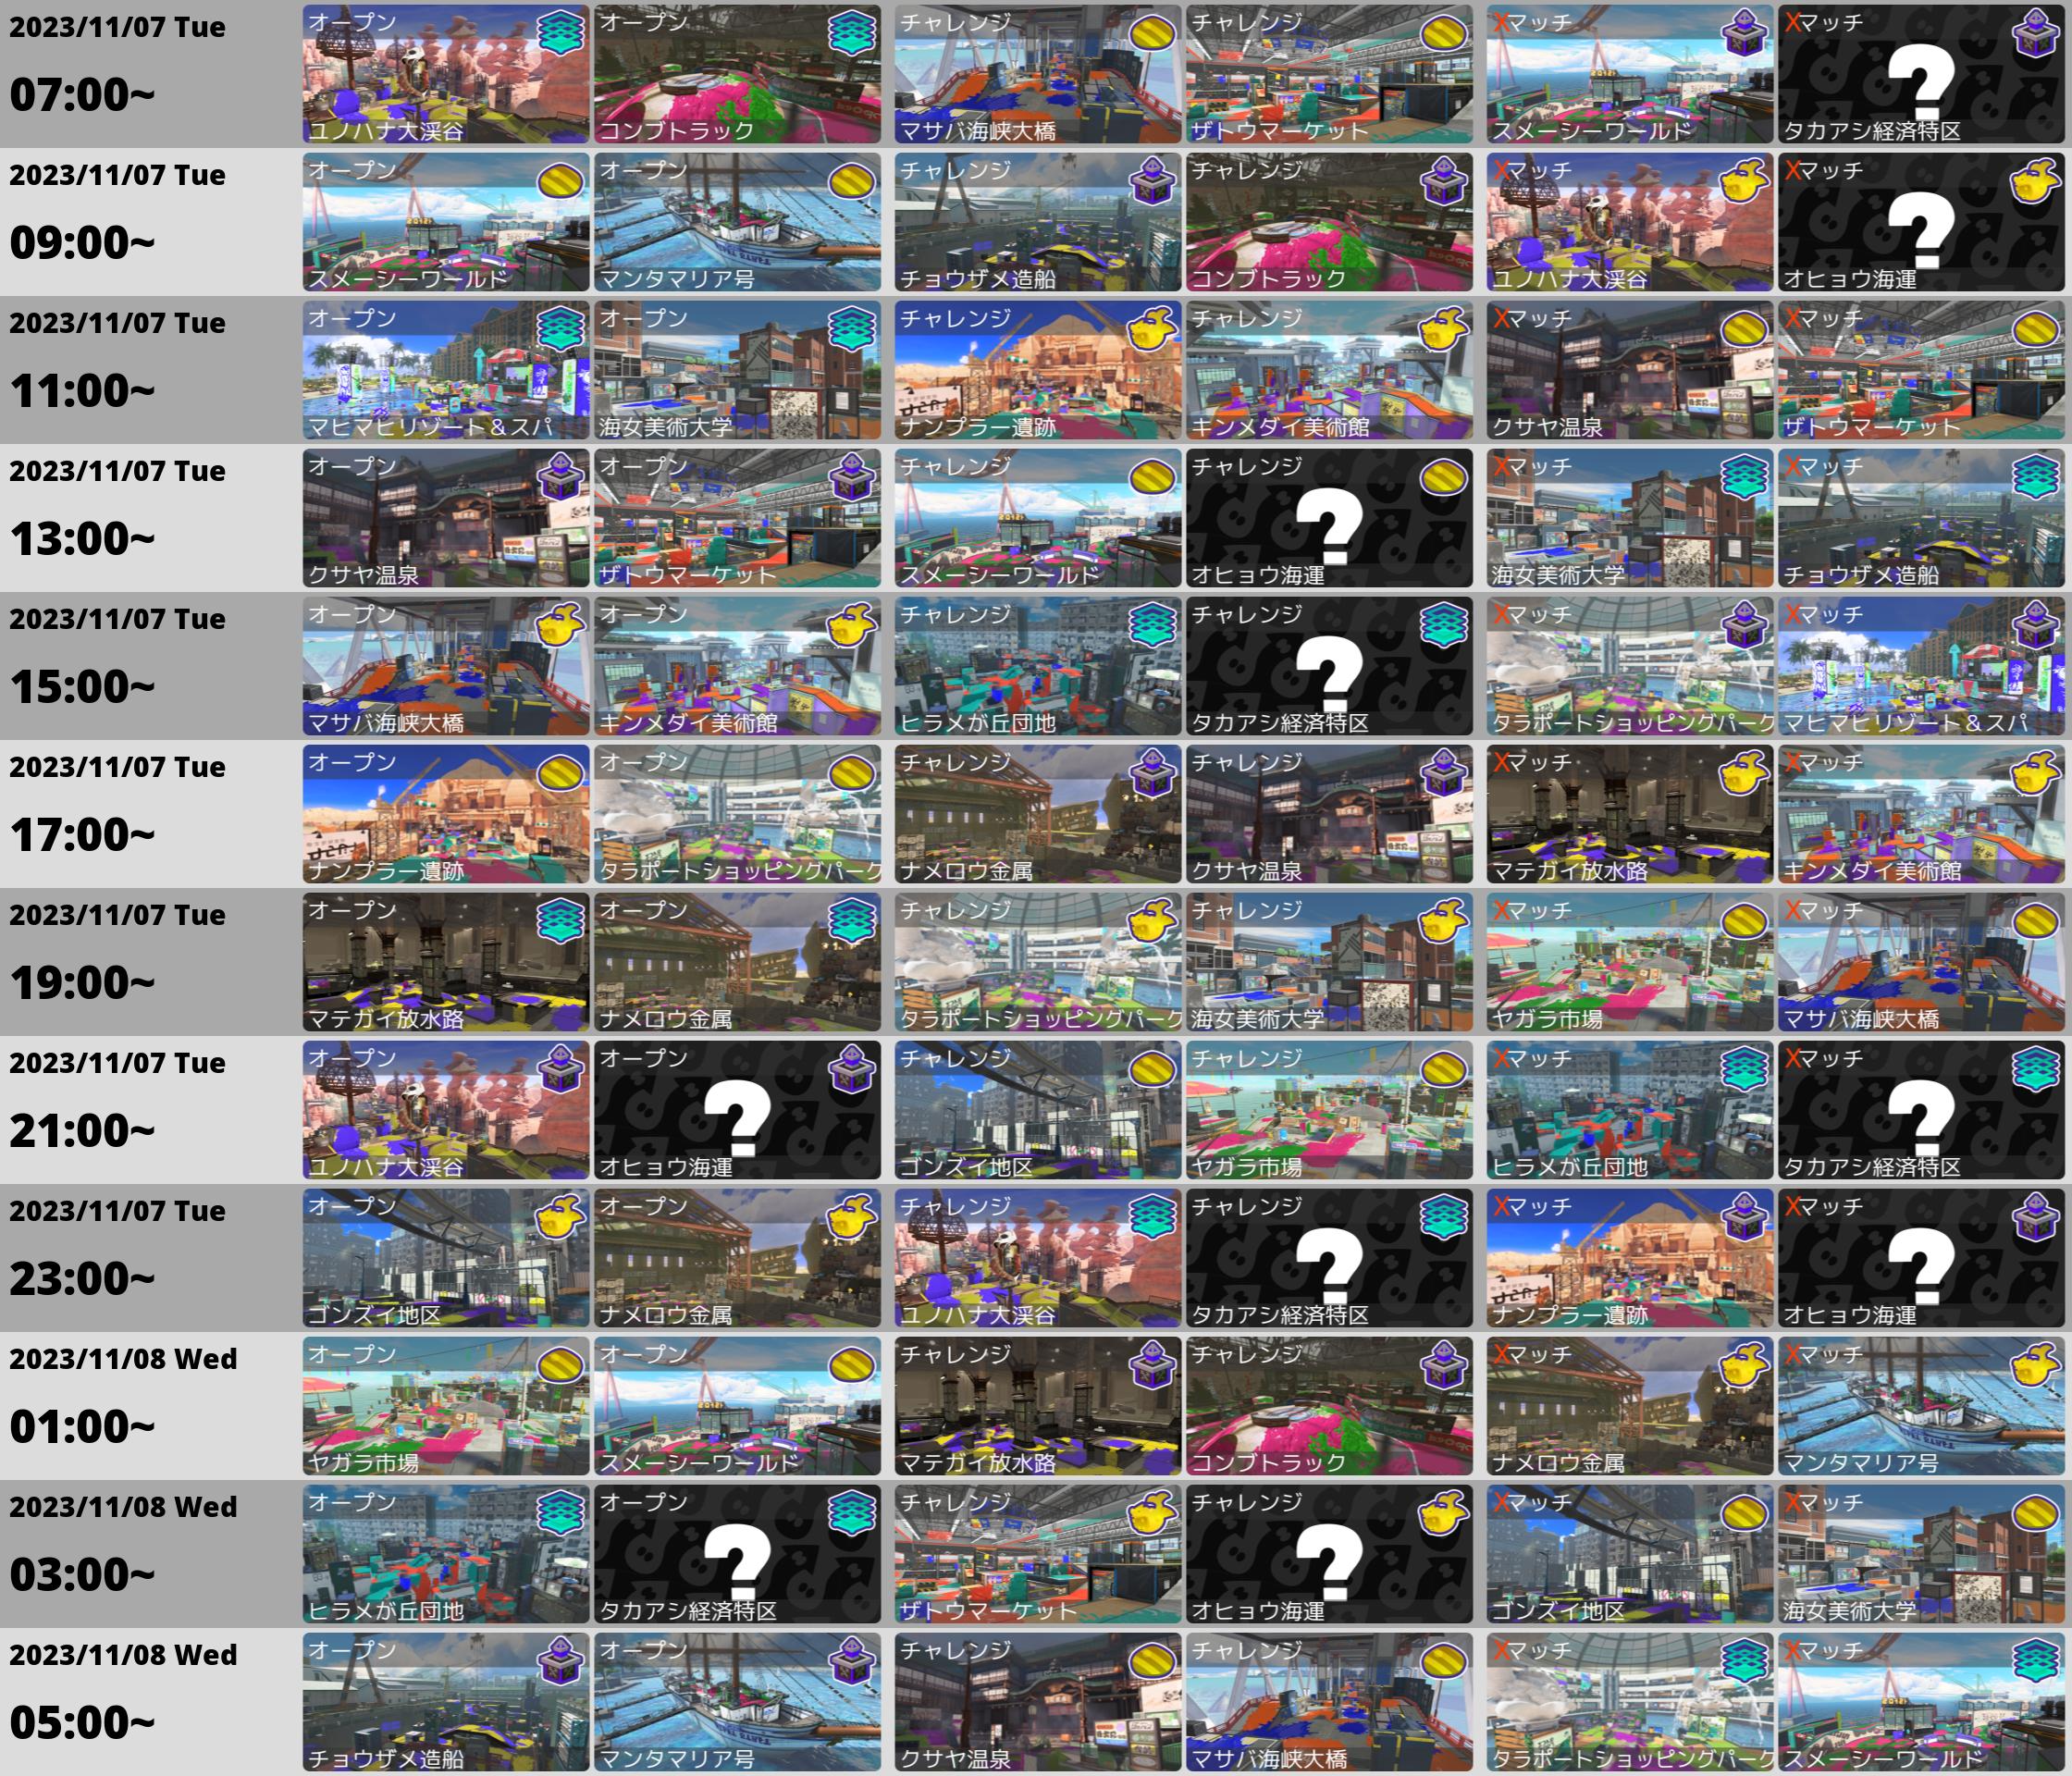 2023/11/07 Tue
07:00~
オープン
ユノハナ大渓谷
オープン
コンブトラック
チャレンジ
マサバ海峡大橋
チャレンジ
ザトウマーケット
Xマッチ
スメーシーワールド
Xマッチ
?
タカアシ経済特区
2023/11/07 Tue
09:00~
オープン
スメーシーワールド
オープン
マンタマリア号
チャレンジ
チョウザメ造船
チャレンジ
コンブトラック
Xマッチ
ユノハナ大渓谷
Xマッチ
?
オヒョウ海運
2023/11/07 Tue
11:00~
オープン
マヒマヒリゾート&スパ
オープン
海女美術大学
チャレンジ
ナンプラー遺跡
チャレンジ
キンメダイ美術館
Xマッチ
クサヤ温泉
Xマッチ
ザトウマーケット
2023/11/07 Tue
13:00~
オープン
クサヤ温泉
オープン
ザトウマーケット
チャレンジ
スメーシーワールド
チャレンジ
?
オヒョウ海運
Xマッチ
海女美術大学
Xマッチ
チョウザメ造船
2023/11/07 Tue
15:00~
オープン
マサバ海峡大橋
オープン
キンメダイ美術館
チャレンジ
ヒラメが丘団地
チャレンジ
?
タカアシ経済特区
Xマッチ
タラポートショッピングパーク
Xマッチ
マヒマヒリゾート&スパ
2023/11/07 Tue
17:00~
オープン
ナンプラー遺跡
オープン
タラポートショッピングパーク
チャレンジ
ナメロウ金属
チャレンジ
クサヤ温泉
Xマッチ
マテガイ放水路
Xマッチ
キンメダイ美術館
2023/11/07 Tue
19:00~
オープン
マテガイ放水路
オープン
ナメロウ金属
チャレンジ
タラポートショッピングパーク
チャレンジ
海女美術大学
Xマッチ
ヤガラ市場
Xマッチ
マサバ海峡大橋
2023/11/07 Tue
21:00~
オープン
ユノハナ大渓谷
オープン
?
オヒョウ海運
チャレンジ
ゴンズイ地区
チャレンジ
ヤガラ市場
Xマッチ
ヒラメが丘団地
Xマッチ
?
タカアシ経済特区
2023/11/07 Tue
23:00~
オープン
ゴンズイ地区
オープン
ナメロウ金属
チャレンジ
ユノハナ大渓谷
チャレンジ
?
タカアシ経済特区
Xマッチ
ナンプラー遺跡
Xマッチ
?
オヒョウ海運
2023/11/08 Wed
01:00~
オープン
ヤガラ市場
オープン
スメーシーワールド
チャレンジ
マテガイ放水路
チャレンジ
コンブトラック
Xマッチ
ナメロウ金属
Xマッチ
マンタマリア号
2023/11/08 Wed
03:00~
オープン
ヒラメが丘団地
オープン
?
タカアシ経済特区
チャレンジ
ザトウマーケット
チャレンジ
?
オヒョウ海運
Xマッチ
ゴンズイ地区
Xマッチ
海女美術大学
2023/11/08 Wed
05:00~
オープン
チョウザメ造船
オープン
マンタマリア号
チャレンジ
クサヤ温泉
チャレンジ
マサバ海峡大橋
Xマッチ
タラポートショッピングパーク
Xマッチ
スメーシーワールド